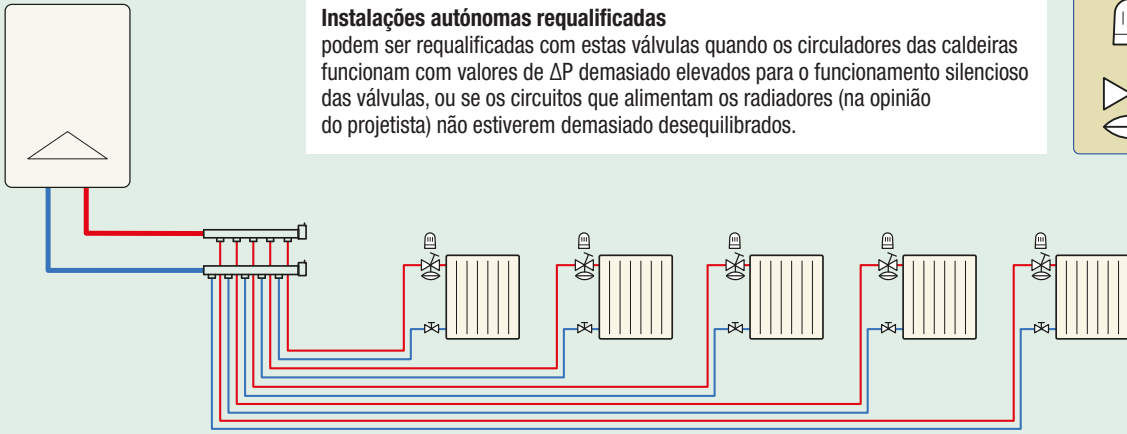 Instalações autónomas requalificadas
podem ser requalificadas com estas válvulas quando os circuladores das caldeiras
funcionam com valores de ΔP demasiado elevados para o funcionamento silencioso
das válvulas, ou se os circuitos que alimentam os radiadores (na opinião
do projetista) não estiverem demasiado desequilibrados.